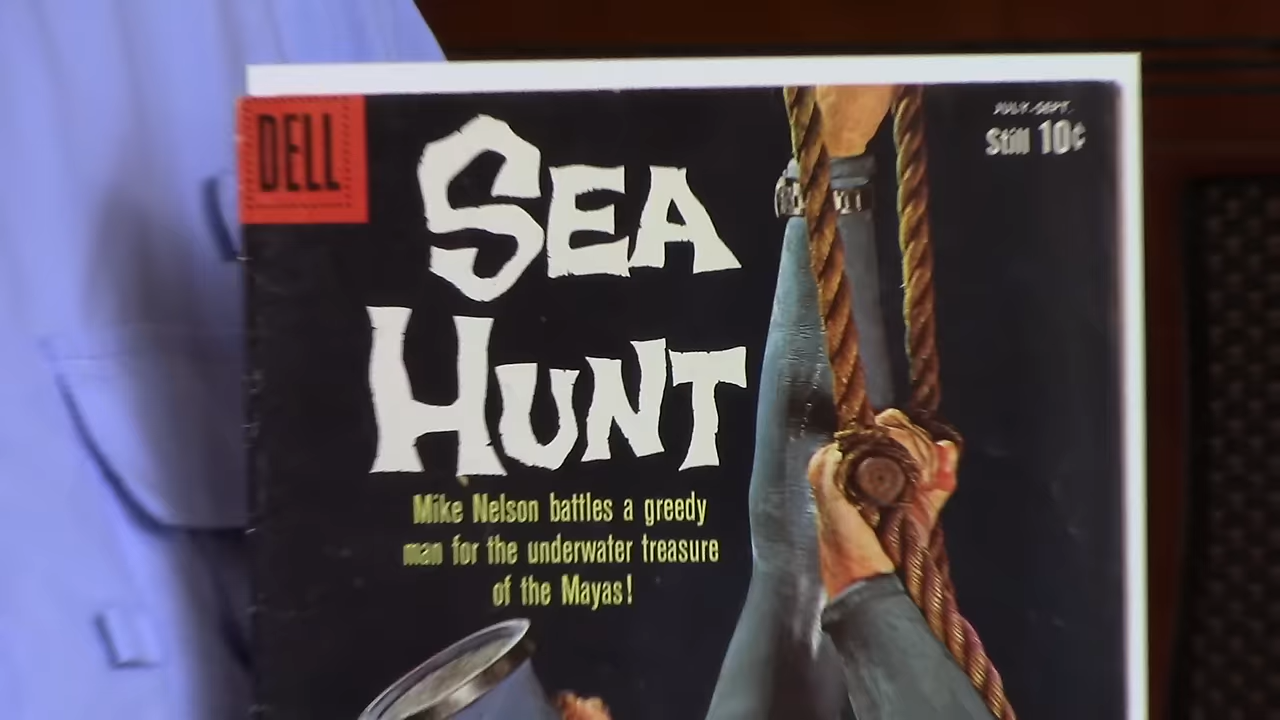 DELL
JULY-SEPT.
Still 10¢
SEA
HUNT
Mike Nelson battles a greedy
man for the underwater treasure
of the Mayas!